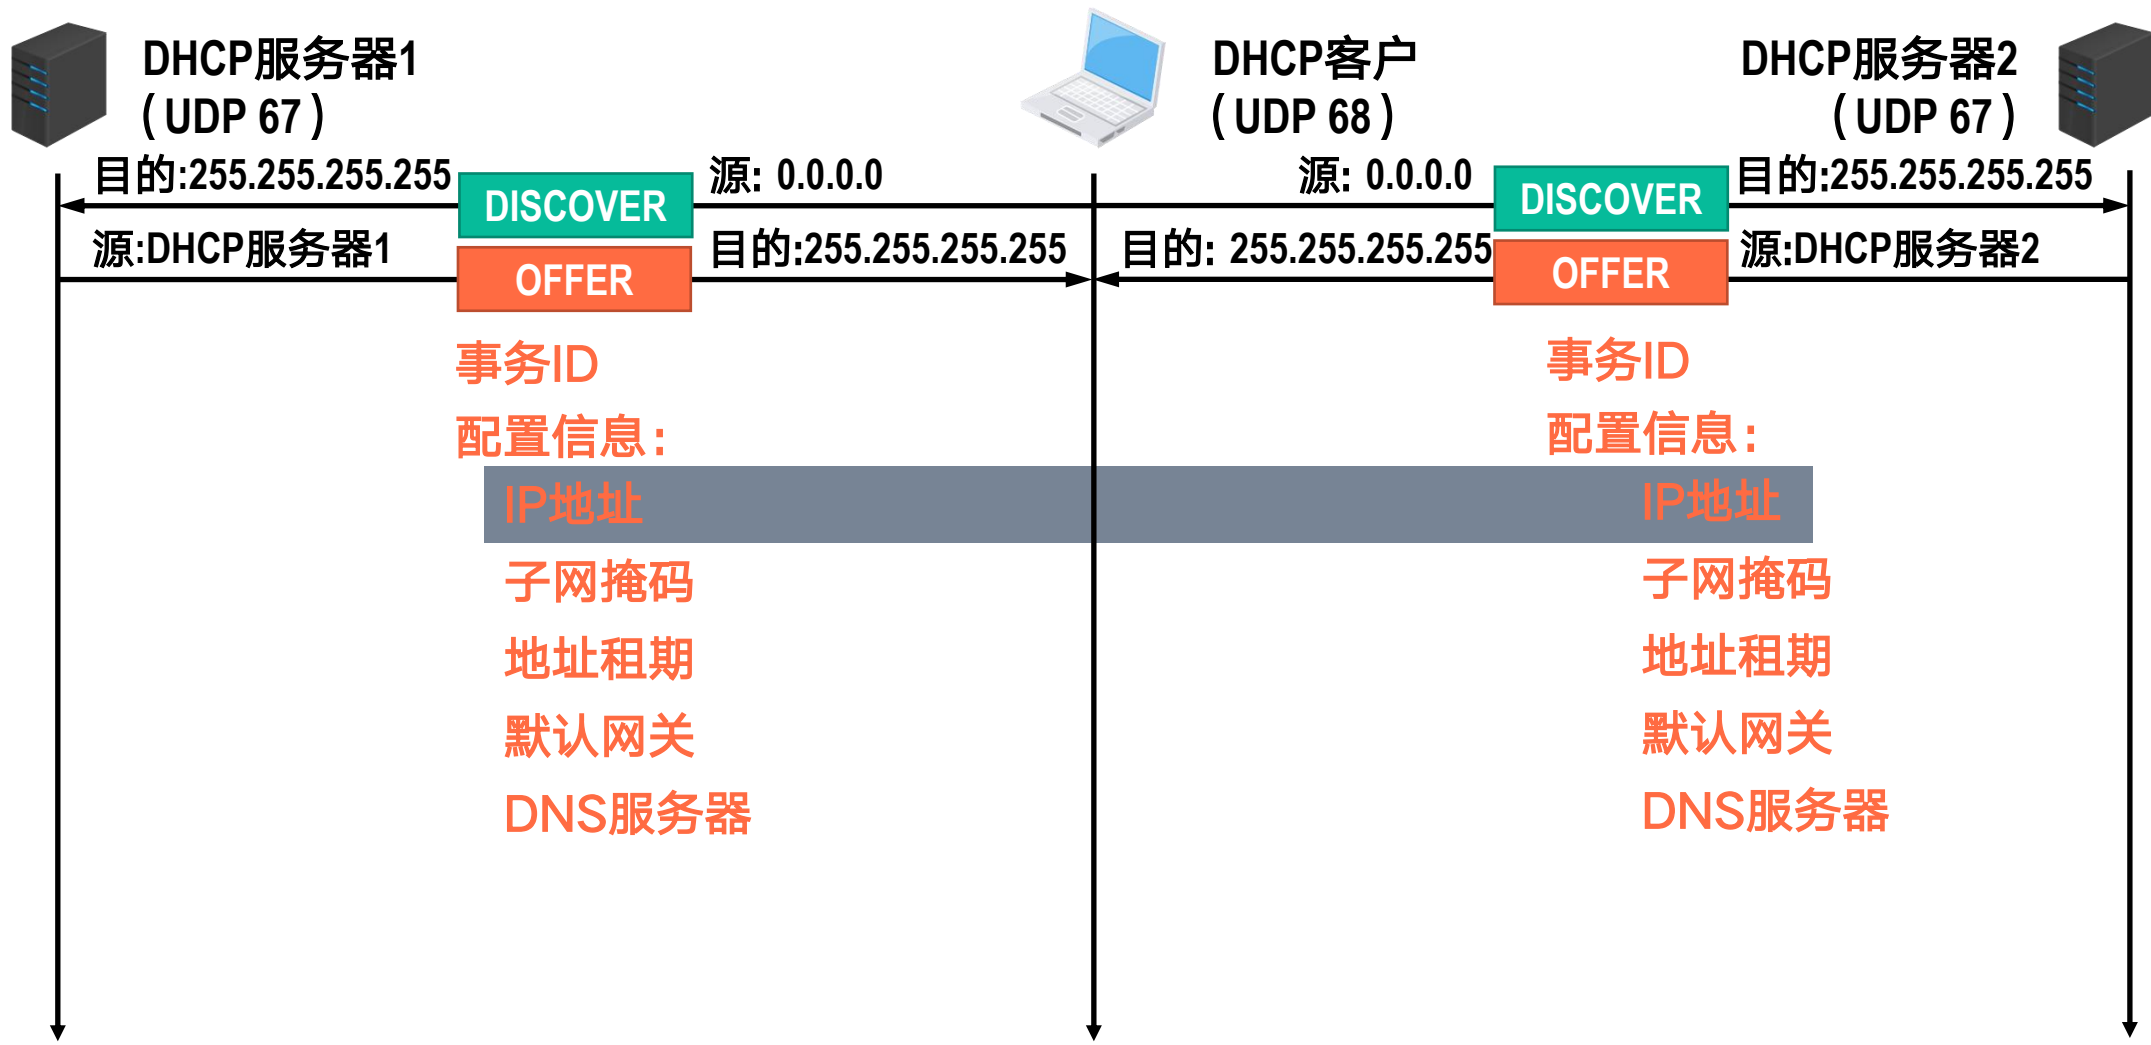 DHCP服务器1
（UDP 67）
DHCP客户
（UDP 68）
DHCP服务器2
（UDP 67）
目的:255.255.255.255
DISCOVER
源: 0.0.0.0
源: 0.0.0.0
DISCOVER
目的:255.255.255.255
源:DHCP服务器1
OFFER
目的:255.255.255.255
目的: 255.255.255.255
OFFER
源:DHCP服务器2
事务ID
配置信息：
IP地址
子网掩码
地址租期
默认网关
DNS服务器
事务ID
配置信息：
IP地址
子网掩码
地址租期
默认网关
DNS服务器